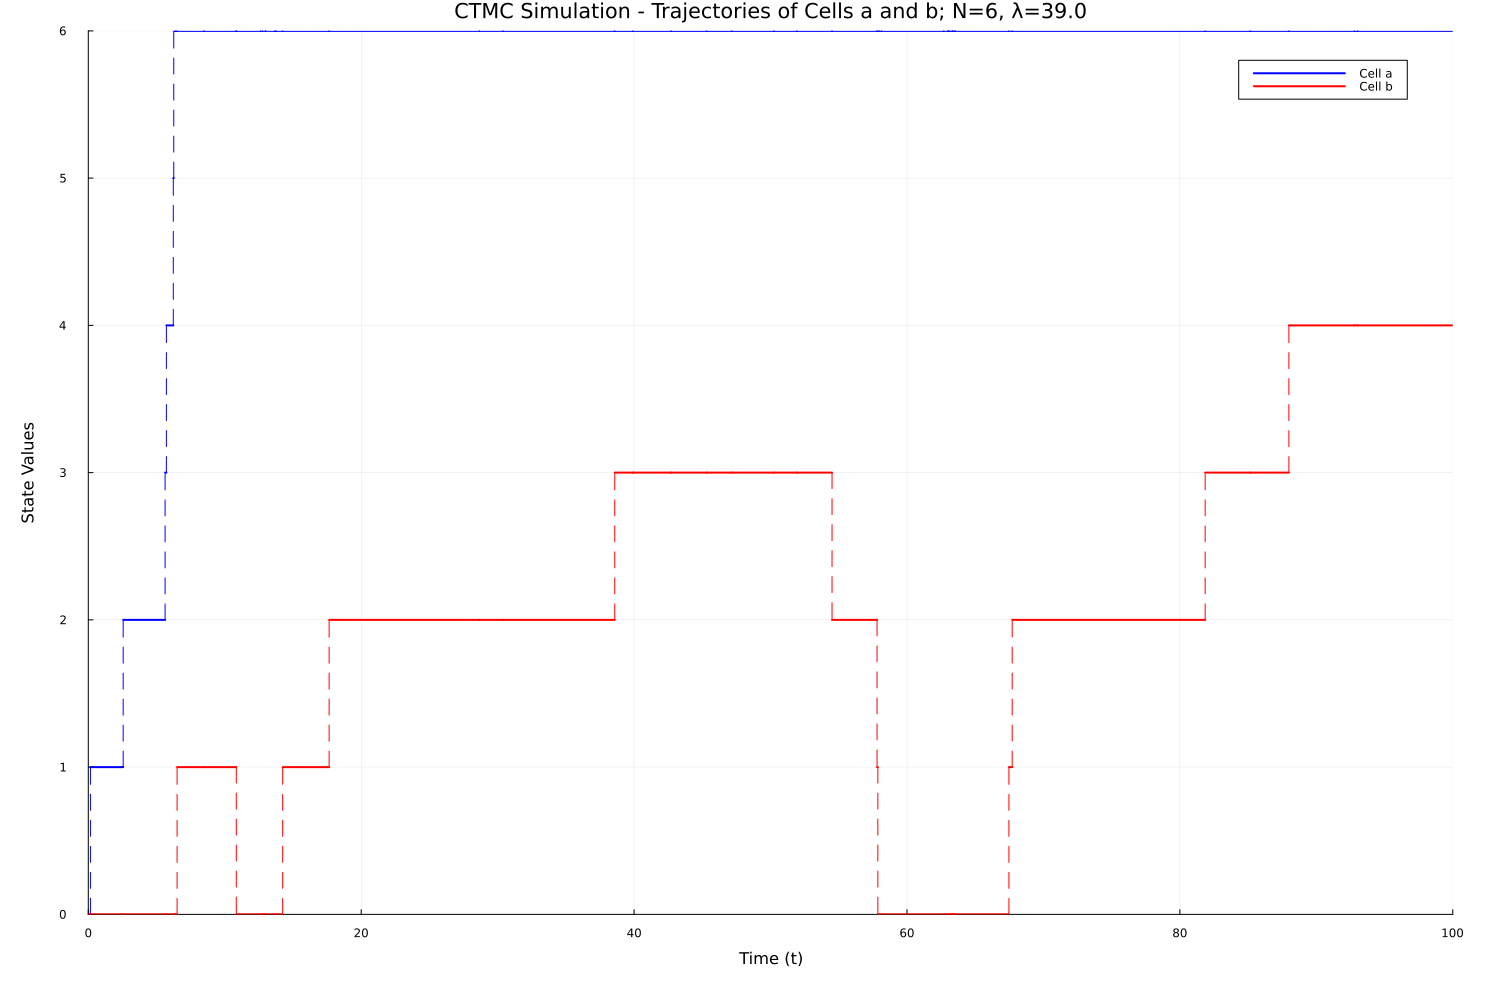 CTMC Simulation - Trajectories of Cells a and b; N=6, λ=39.0
6
5
4
3
2
1
0
State Values
Cell a
Cell b
0 20 40 60 80 100
Time (t)